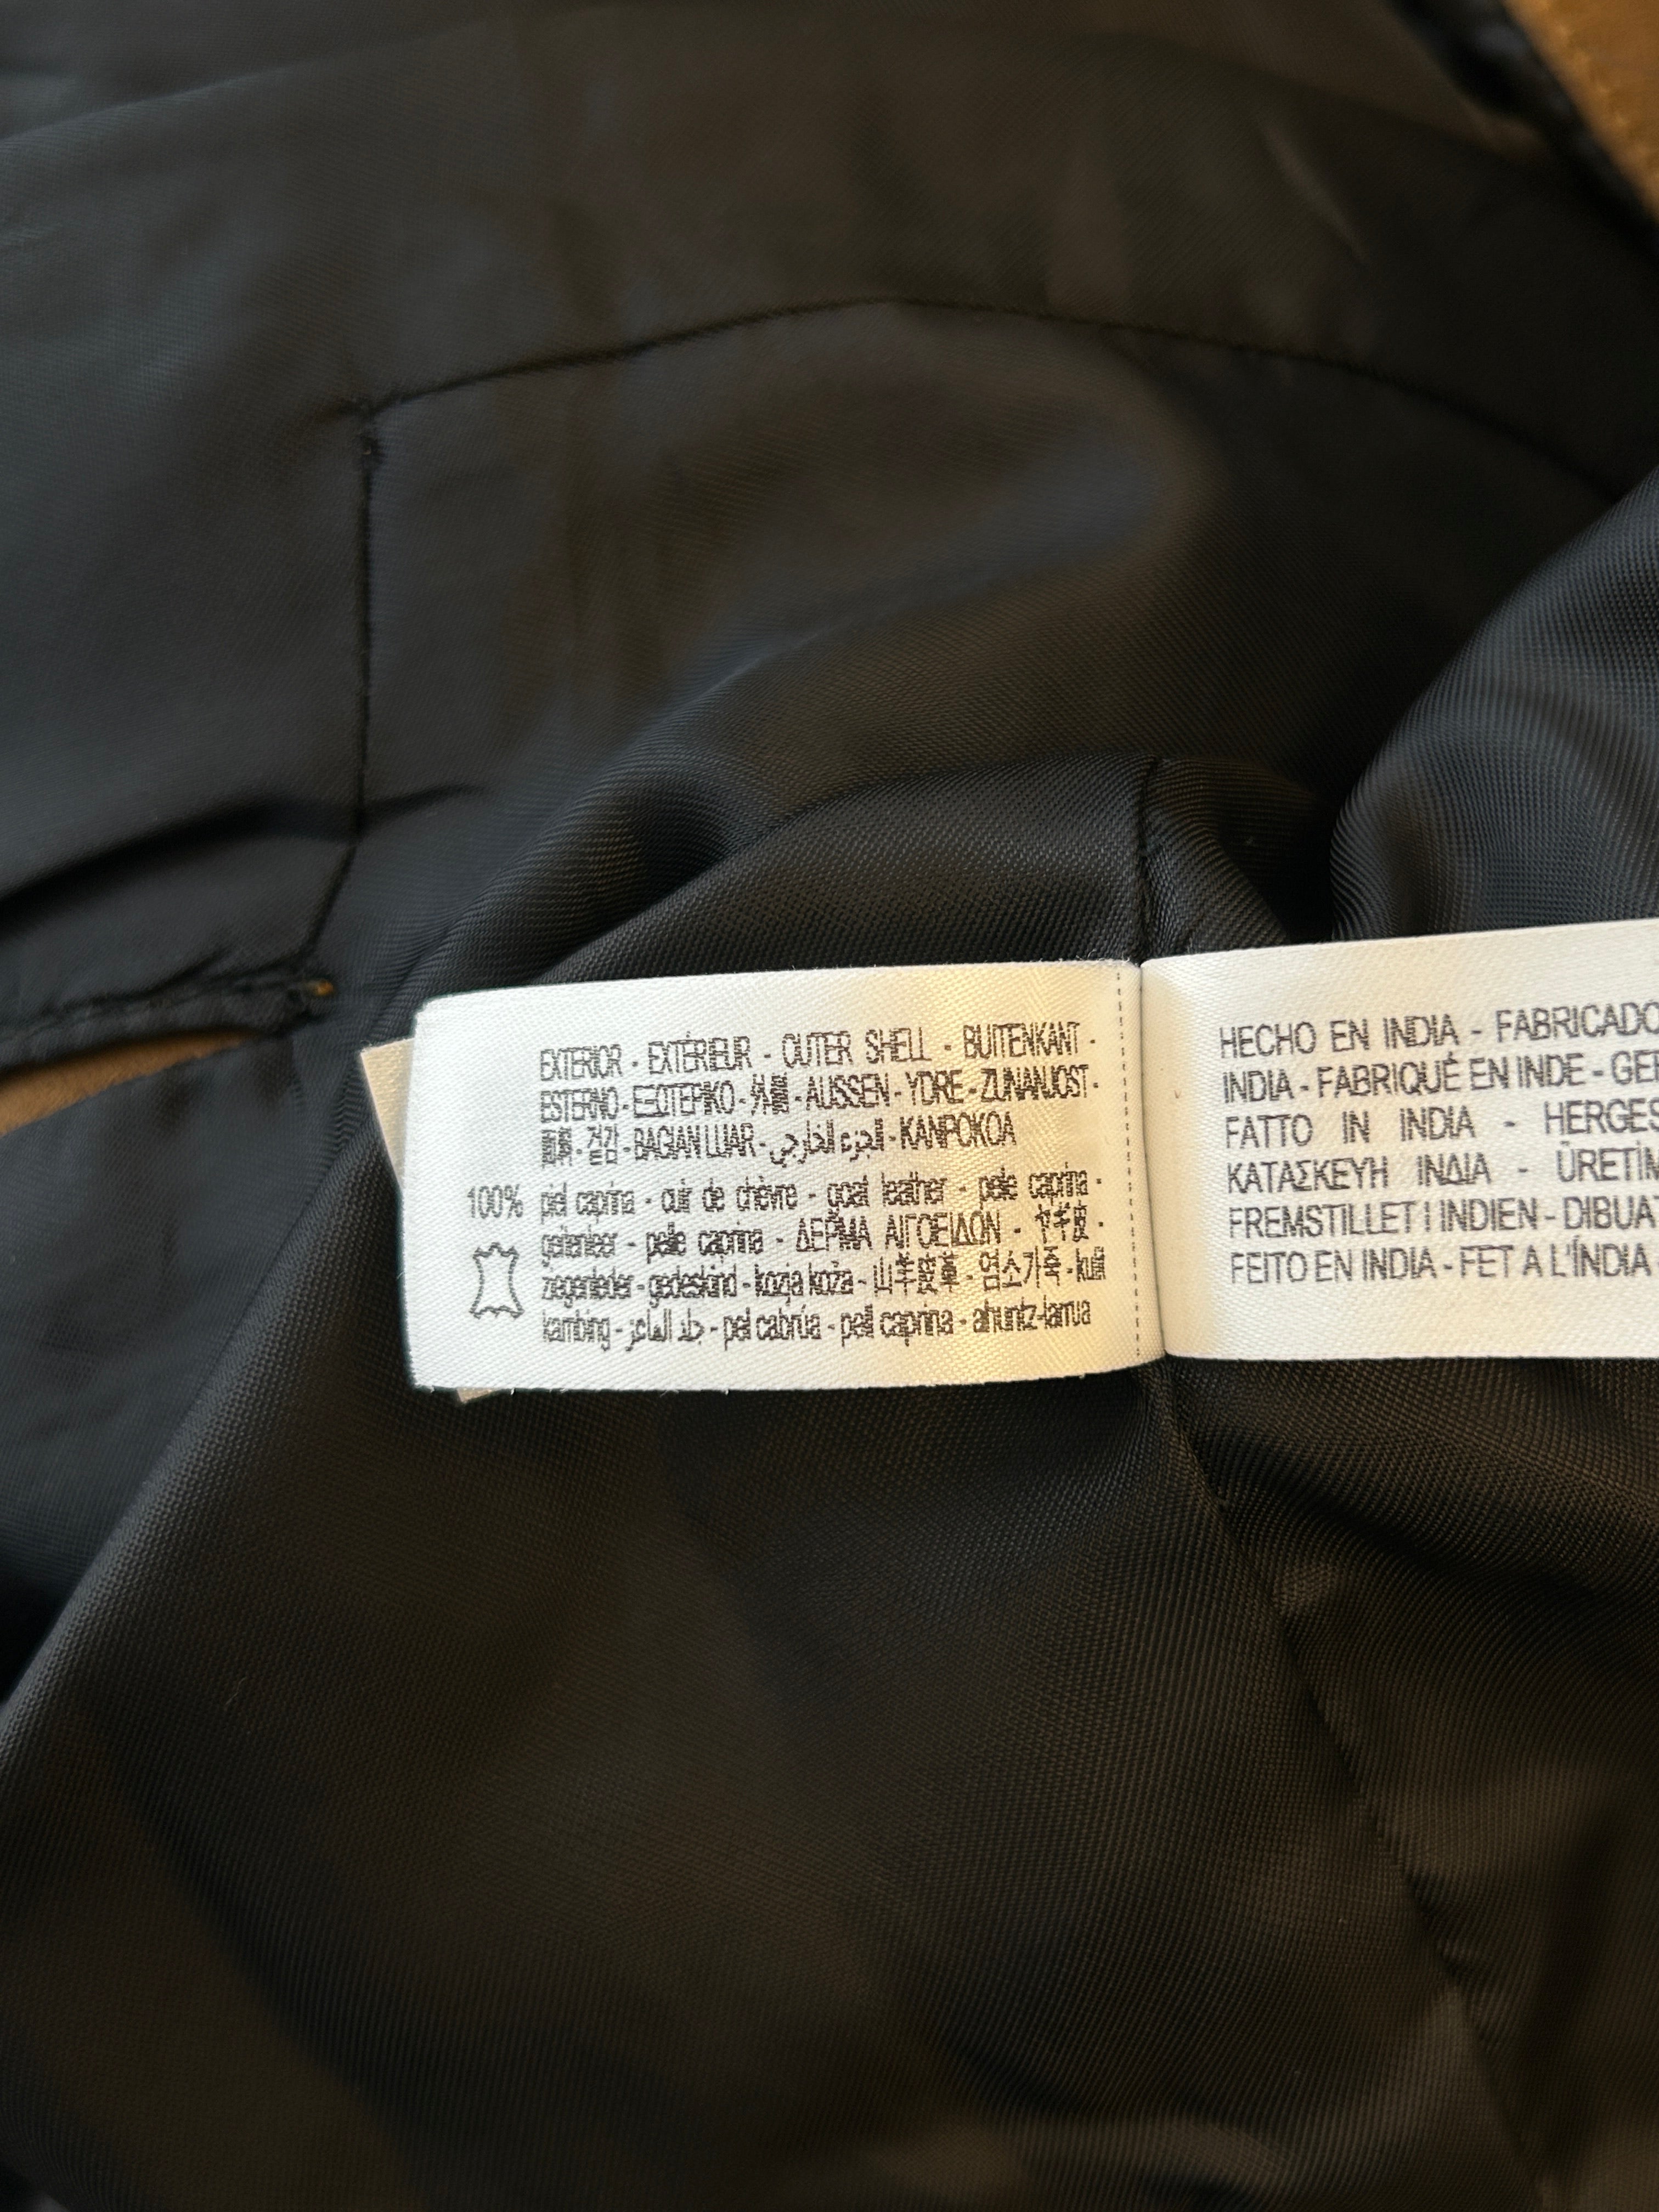 EXTERIOR - EXTÉRIEUR - OUTER SHELL - BUITENKANT -
ESTERNO - ΕΞΩΤΕΡΙΚΟ - 外層 - AUSSEN - YDRE - ZUNANJOST -
겉감 - BAGIAN LUAR - الجزء الخارجي - KANPOKOA
100% piel caprina - cuir de chèvre - goat leather - pele caprina -
geitenleer - pelle caprina - ΔΕΡΜΑ ΑΙΓΟΕΙΔΩΝ - ヤギ皮 -
ziegenleder - gedeskind - kozja koža - 山羊皮革 - 염소가죽 - kulit
kambing - جلد الماعز - pel cabrúa - pell caprina - ahuntz-larrua
HECHO EN INDIA - FABRICADO
INDIA - FABRIQUÉ EN INDE - GE
FATTO IN INDIA - HERGES
ΚΑΤΑΣΚΕΥΗ ΙΝΔΙΑ - ÜRETİM
FREMSTILLET I INDIEN - DIBUAT
FEITO EN INDIA - FET A L'ÍNDIA -